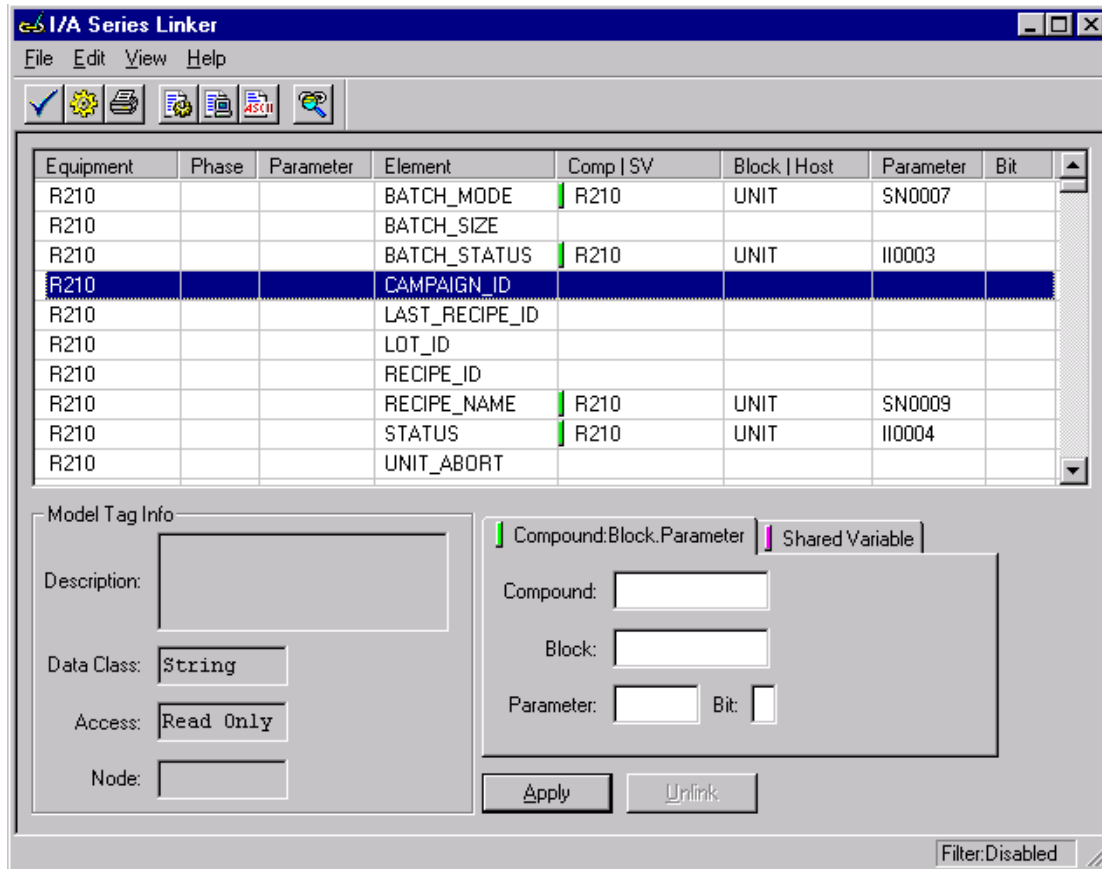 I/A Series Linker
File Edit View Help
ASCII
Equipment Phase Parameter Element Comp | SV Block | Host Parameter Bit
R210 BATCH_MODE R210 UNIT SN0007
R210 BATCH_SIZE
R210 BATCH_STATUS R210 UNIT II0003
R210 CAMPAIGN_ID
R210 LAST_RECIPE_ID
R210 LOT_ID
R210 RECIPE_ID
R210 RECIPE_NAME R210 UNIT SN0009
R210 STATUS R210 UNIT II0004
R210 UNIT_ABORT
Model Tag Info
Description:
Data Class: String
Access: Read Only
Node:
Compound:Block.Parameter Shared Variable
Compound:
Block:
Parameter: Bit:
Apply Unlink
Filter:Disabled